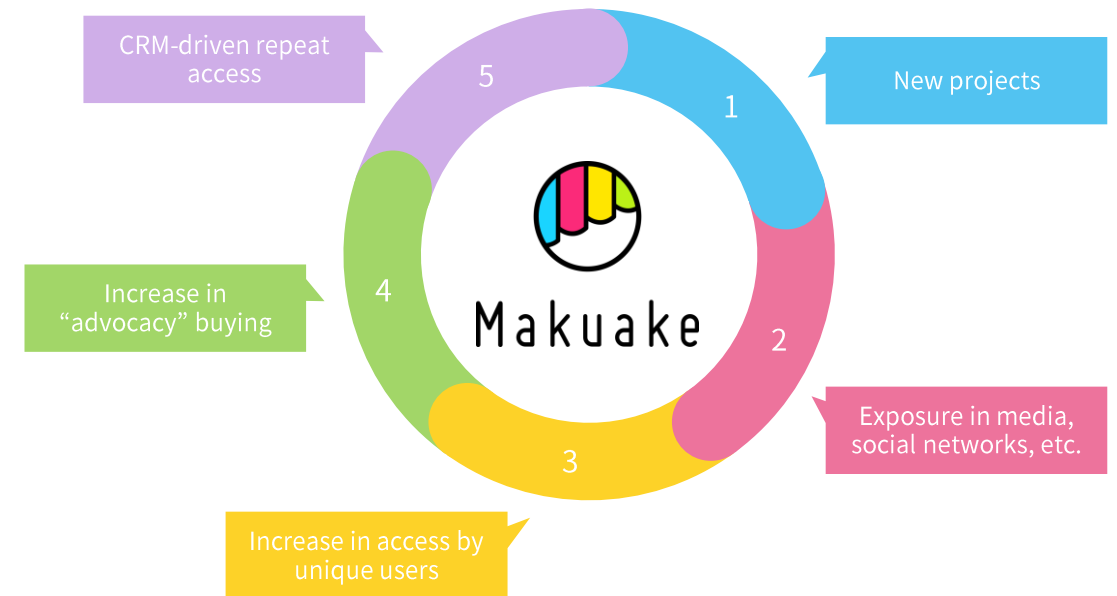 CRM-driven repeat
access
5
1
New projects
Increase in
“advocacy” buying
4
Makuake
2
Exposure in media,
social networks, etc.
3
Increase in access by
unique users